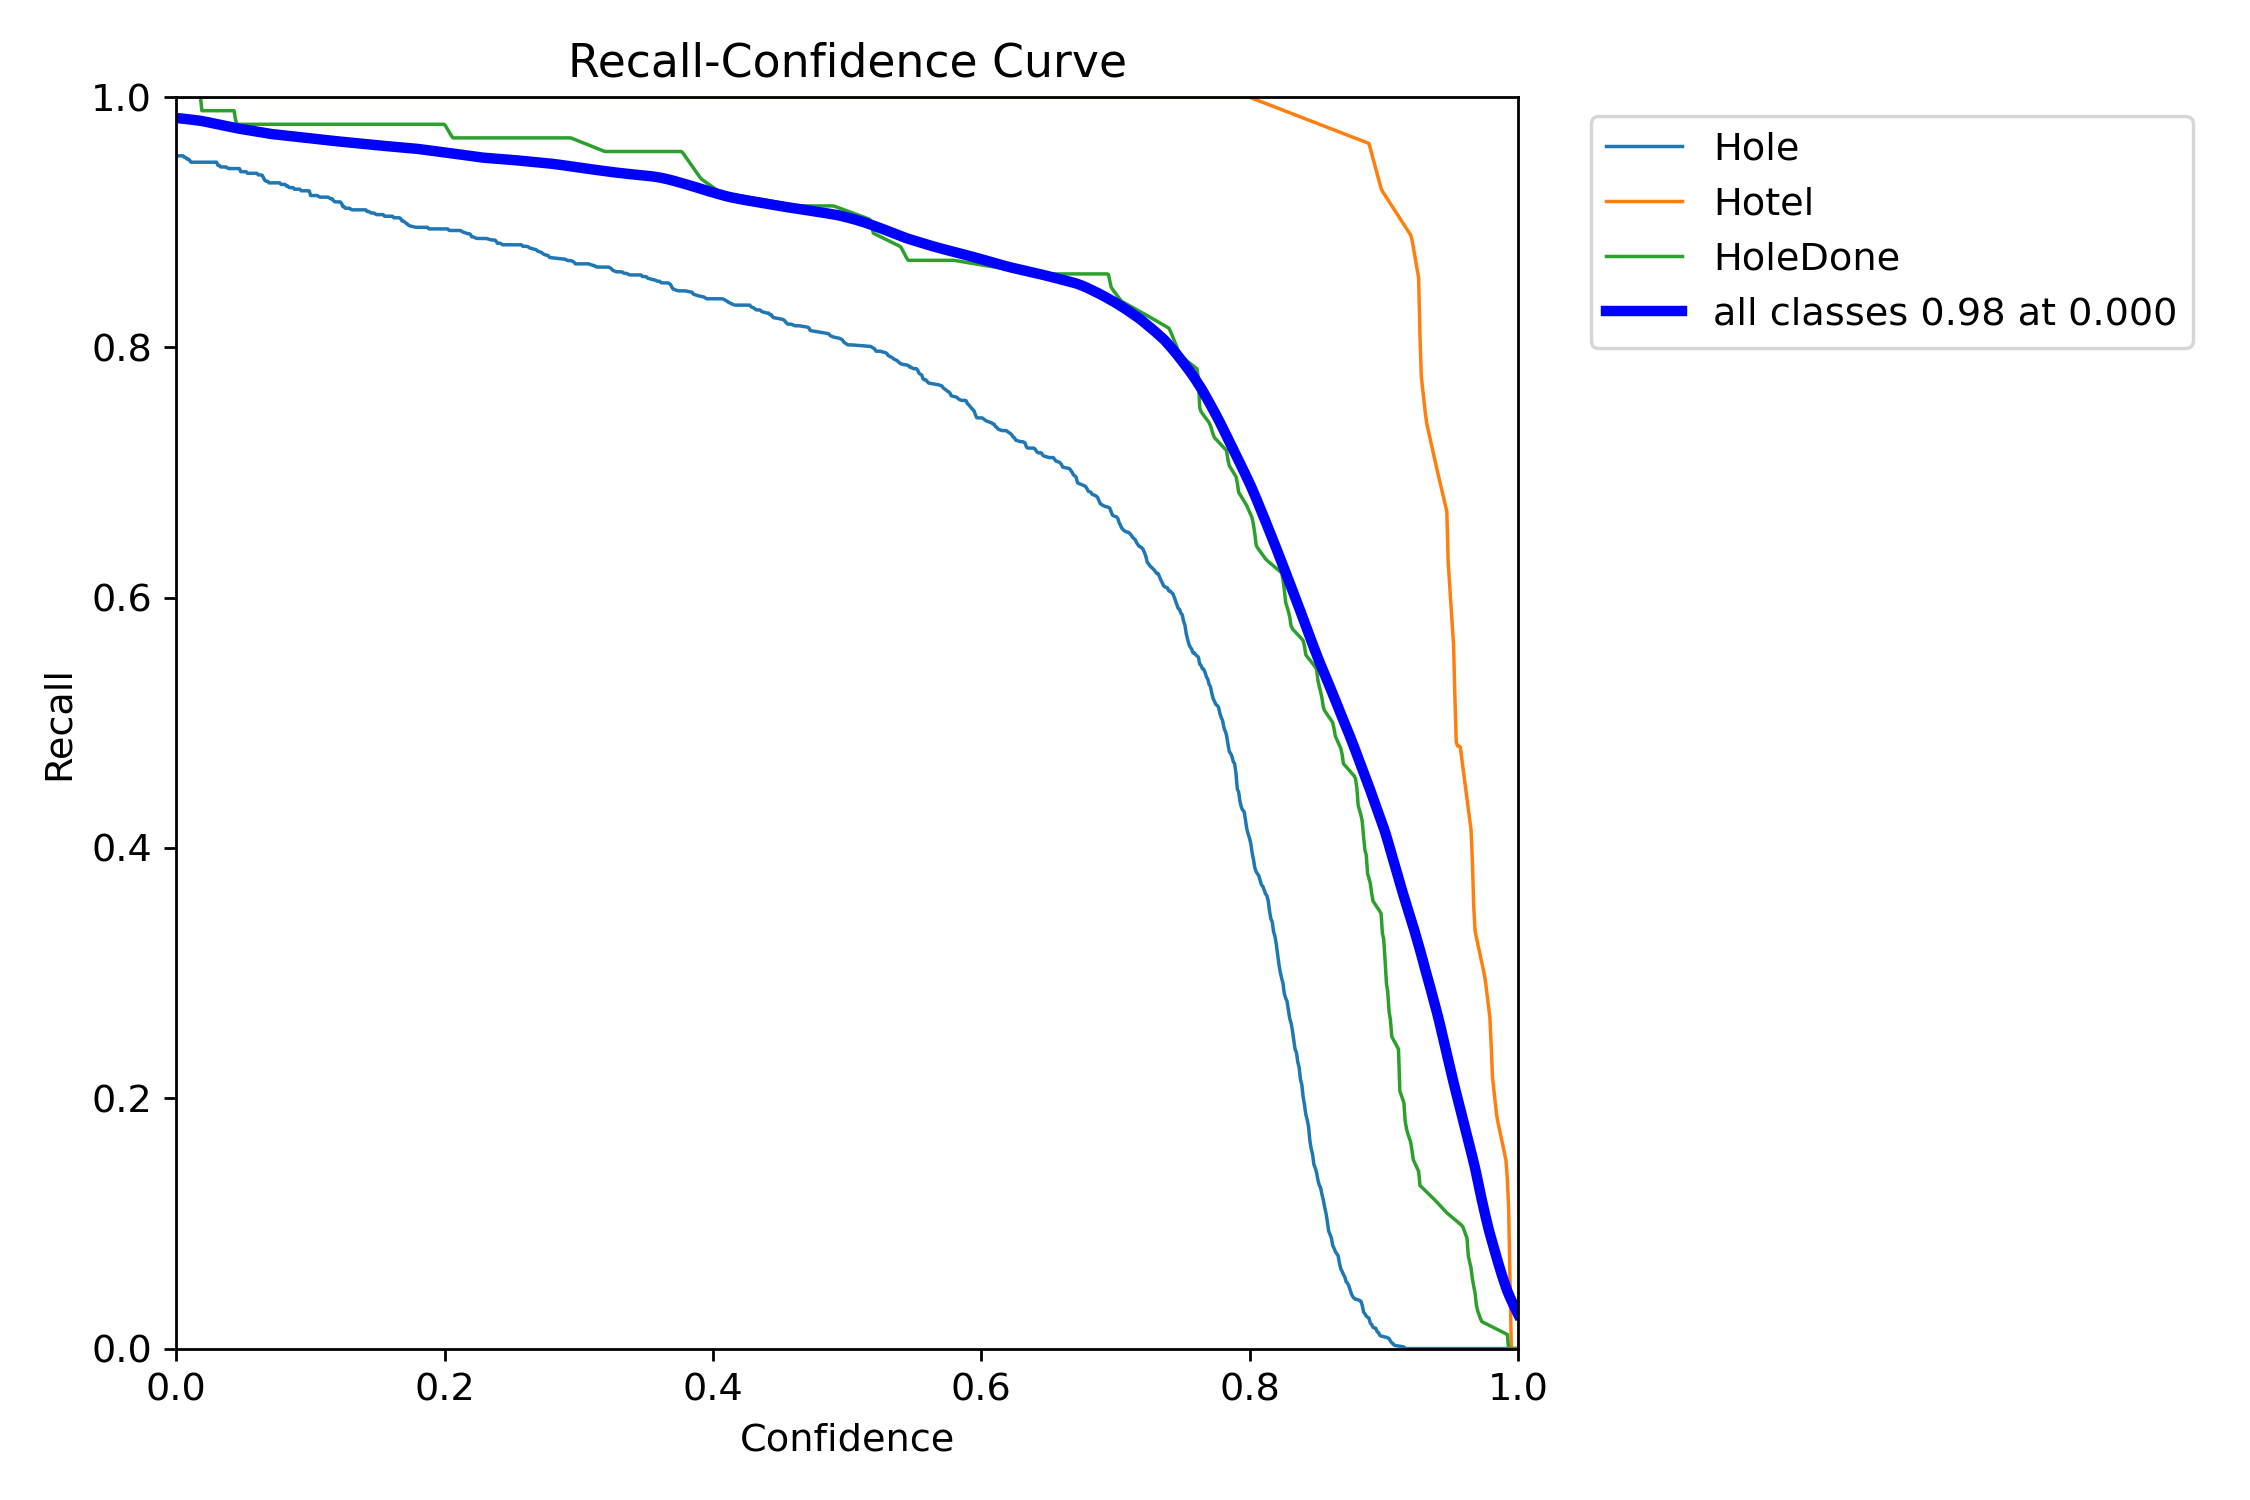 Recall-Confidence Curve
1.0
0.8
0.6
0.4
0.2
0.0
Recall
0.0 0.2 0.4 0.6 0.8 1.0
Confidence
Hole
Hotel
HoleDone
all classes 0.98 at 0.000